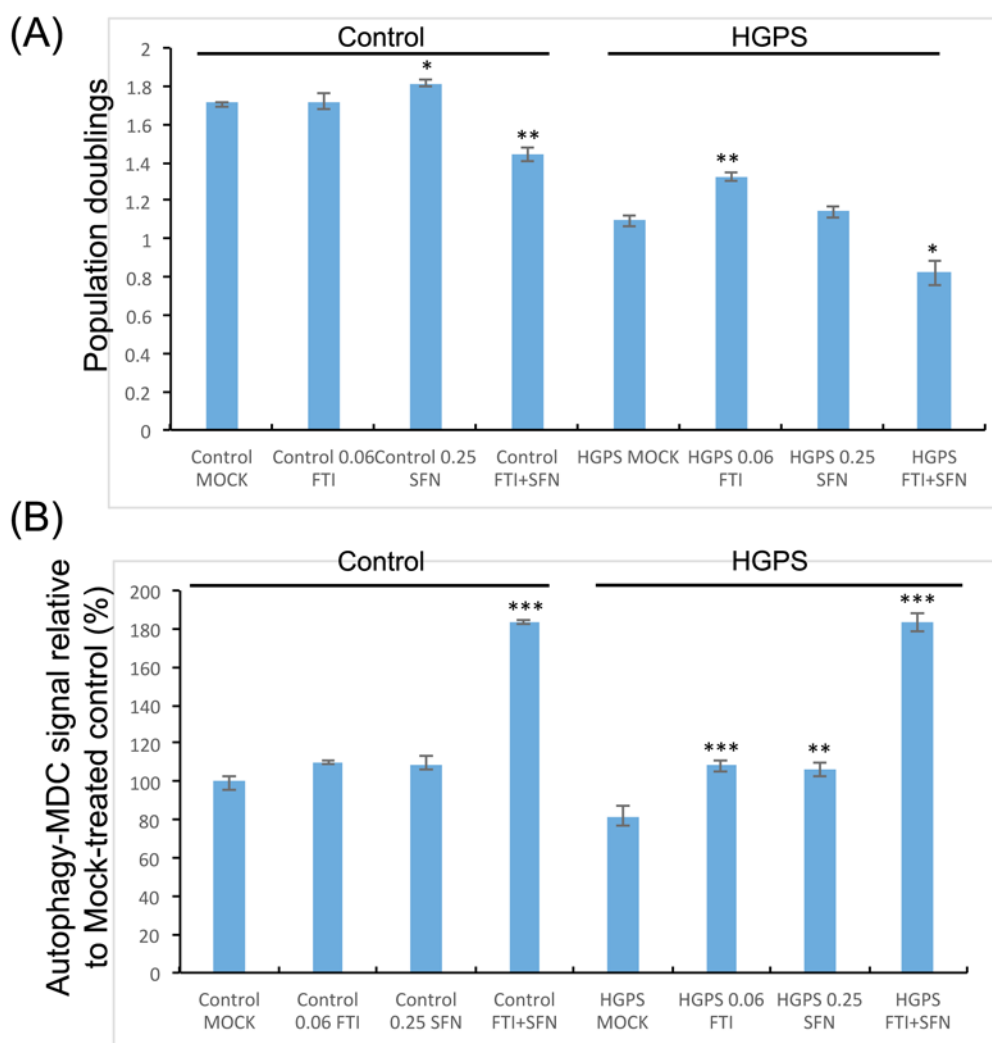 (A)
Control HGPS
Population doublings
2
1.8
1.6
1.4
1.2
1
0.8
0.6
0.4
0.2
0
*
**
**
*
Control MOCK
Control 0.06 FTI
Control 0.25 SFN
Control FTI+SFN
HGPS MOCK
HGPS 0.06 FTI
HGPS 0.25 SFN
HGPS FTI+SFN
(B)
Control HGPS
Autophagy-MDC signal relative
to Mock-treated control (%)
200
180
160
140
120
100
80
60
40
20
0
***
***
**
***
Control MOCK
Control 0.06 FTI
Control 0.25 SFN
Control FTI+SFN
HGPS MOCK
HGPS 0.06 FTI
HGPS 0.25 SFN
HGPS FTI+SFN